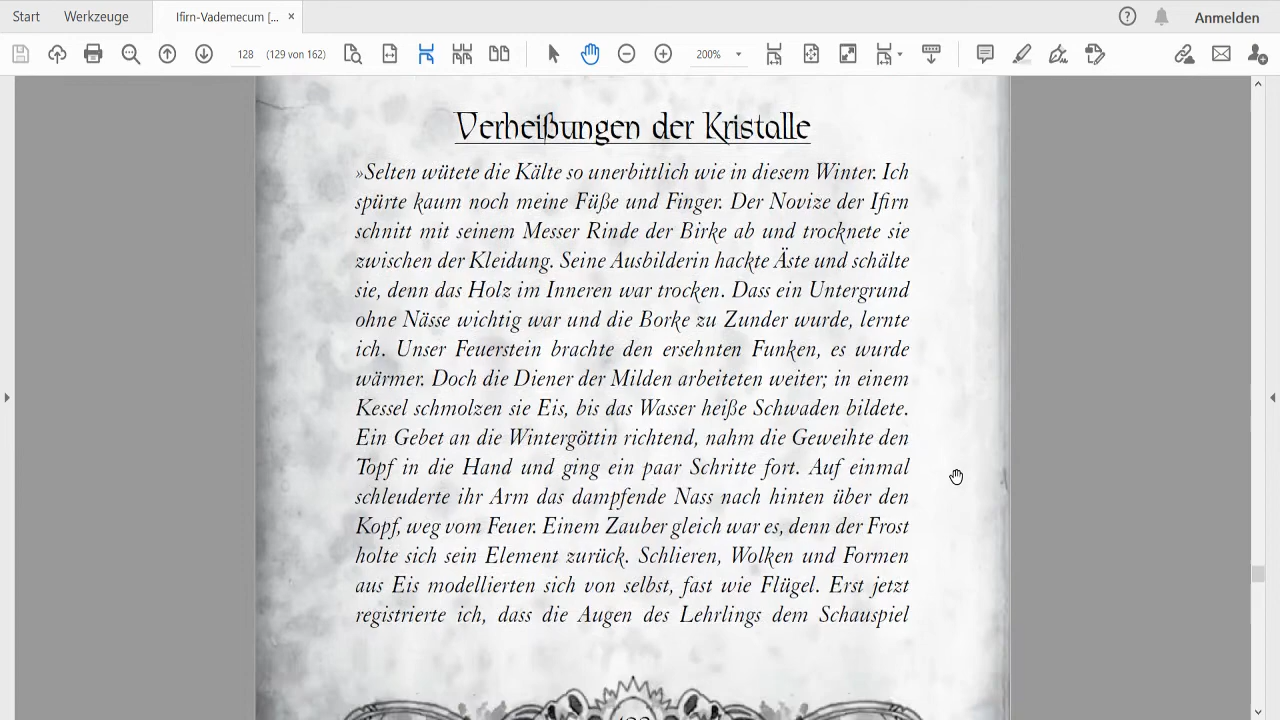 Start
Werkzeuge
Ifirn-Vademecum [...
×
?
Anmelden
128
(129 von 162)
200%
Verheißungen der Kristalle
»Selten wütete die Kälte so unerbittlich wie in diesem Winter. Ich
spürte kaum noch meine Füße und Finger. Der Novize der Ifirn
schnitt mit seinem Messer Rinde der Birke ab und trocknete sie
zwischen der Kleidung. Seine Ausbilderin hackte Äste und schälte
sie, denn das Holz im Inneren war trocken. Dass ein Untergrund
ohne Nässe wichtig war und die Borke zu Zunder wurde, lernte
ich. Unser Feuerstein brachte den ersehnten Funken, es wurde
wärmer. Doch die Diener der Milden arbeiteten weiter; in einem
Kessel schmolzen sie Eis, bis das Wasser heiße Schwaden bildete.
Ein Gebet an die Wintergöttin richtend, nahm die Geweihte den
Topf in die Hand und ging ein paar Schritte fort. Auf einmal
schleuderte ihr Arm das dampfende Nass nach hinten über den
Kopf, weg vom Feuer. Einem Zauber gleich war es, denn der Frost
holte sich sein Element zurück. Schlieren, Wolken und Formen
aus Eis modellierten sich von selbst, fast wie Flügel. Erst jetzt
registrierte ich, dass die Augen des Lehrlings dem Schauspiel